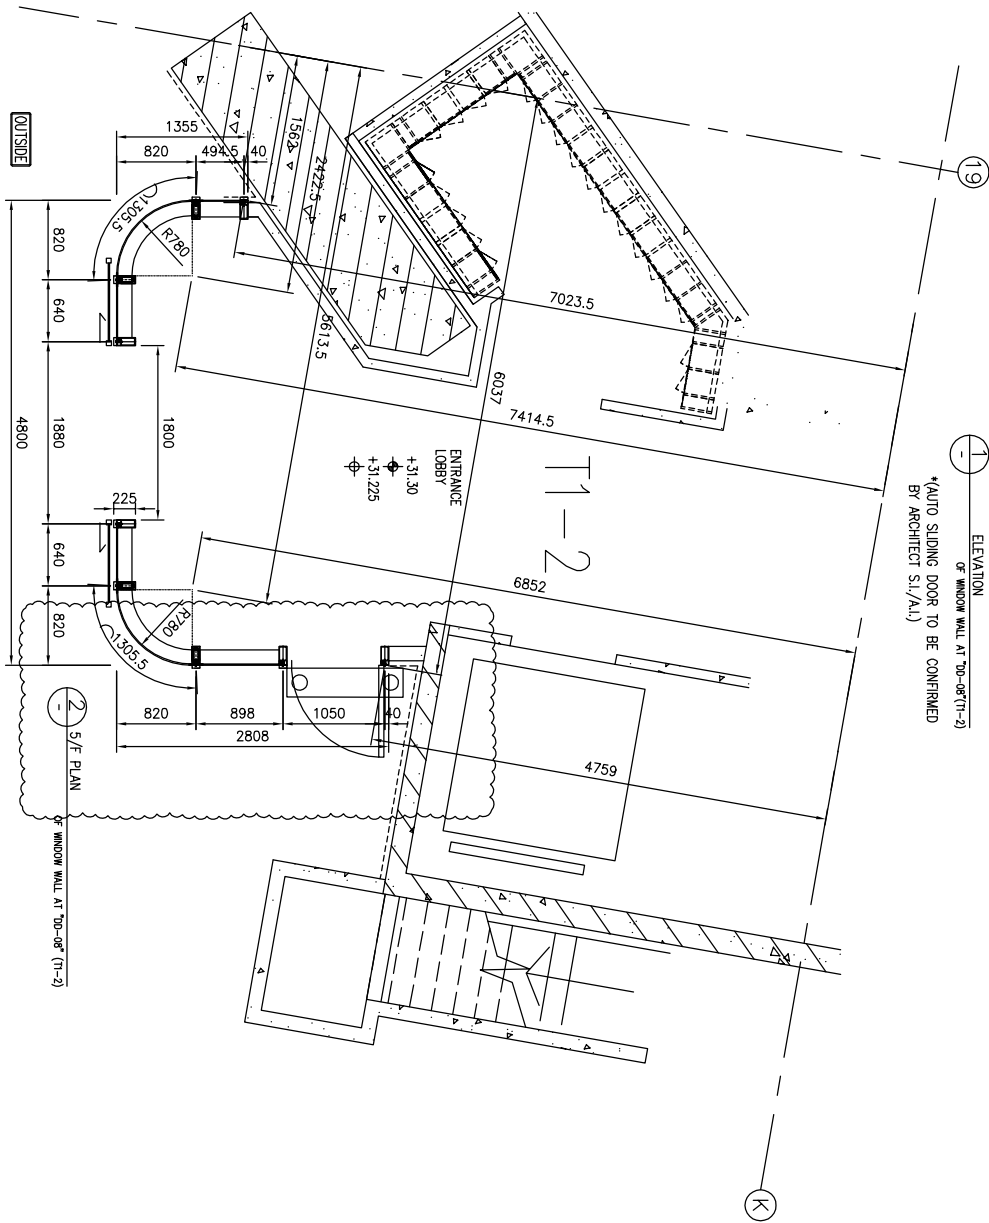 19
1
-
ELEVATION
OF WINDOW WALL AT "DD-08"(T1-2)
*(AUTO SLIDING DOOR TO BE CONFIRMED
BY ARCHITECT S.I./A.I.)
OUTSIDE
1355
820
494.5
40
1562
2422.5
1305.5
R780
820
640
1880
640
820
4800
1800
225
7023.5
5613.5
6037
7414.5
ENTRANCE
LOBBY
+31.30
+31.225
T1-2
6852
R780
1305.5
820
898
1050
40
2808
4759
2
-
5/F PLAN
OF WINDOW WALL AT "DD-08" (T1-2)
K